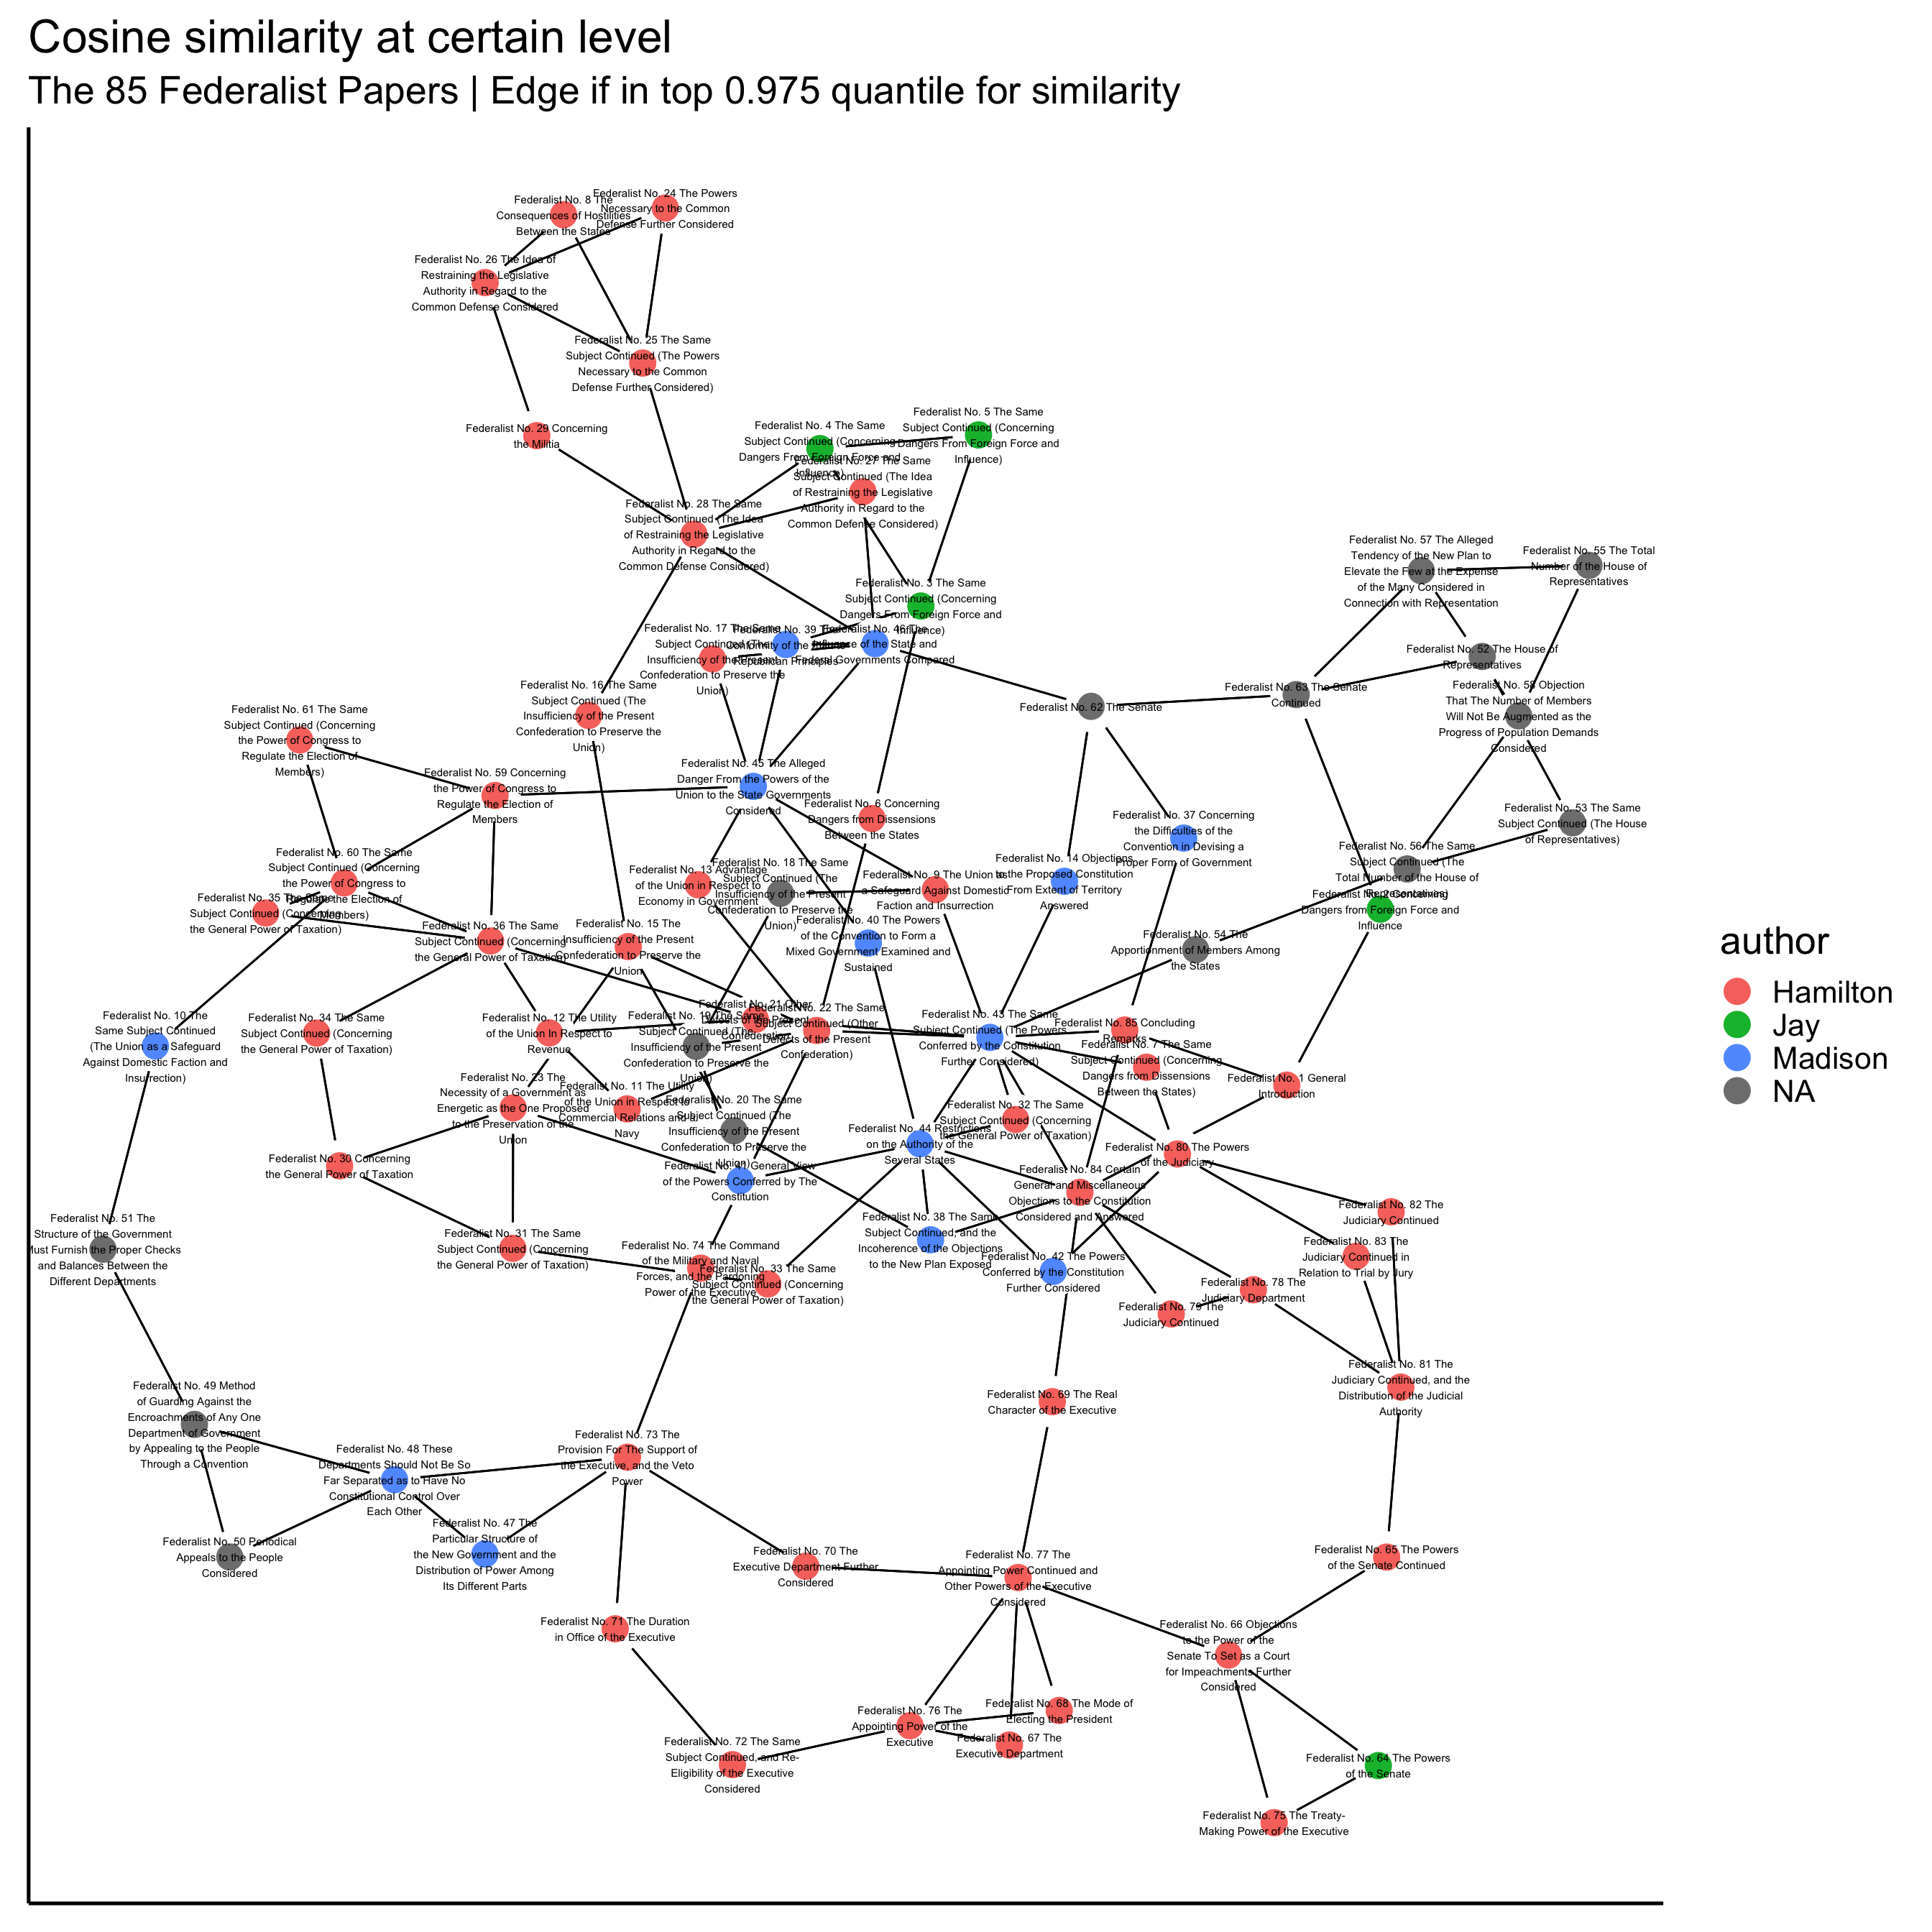 Cosine similarity at certain level
The 85 Federalist Papers | Edge if in top 0.975 quantile for similarity
Federalist No. 8 The
Consequences of Hostilities
Between the States
Federalist No. 24 The Powers
Necessary to the Common
Defense Further Considered
Federalist No. 26 The Idea of
Restraining the Legislative
Authority in Regard to the
Common Defense Considered
Federalist No. 25 The Same
Subject Continued (The Powers
Necessary to the Common
Defense Further Considered)
Federalist No. 29 Concerning
the Militia
Federalist No. 4 The Same
Subject Continued (Concerning
Dangers From Foreign Force and
Influence)
Federalist No. 5 The Same
Subject Continued (Concerning
Dangers From Foreign Force and
Influence)
Federalist No. 27 The Same
Subject Continued (The Idea
of Restraining the Legislative
Authority in Regard to the
Common Defense Considered)
Federalist No. 28 The Same
Subject Continued (The Idea
of Restraining the Legislative
Authority in Regard to the
Common Defense Considered)
Federalist No. 57 The Alleged
Tendency of the New Plan to
Elevate the Few at the Expense
of the Many Considered in
Connection with Representation
Federalist No. 55 The Total
Number of the House of
Representatives
Federalist No. 3 The Same
Subject Continued (Concerning
Dangers From Foreign Force and
Influence)
Federalist No. 17 The Same
Subject Continued (The
Insufficiency of the Present
Confederation to Preserve the
Union)
Federalist No. 39 The
Conformity of the
Republican Principles
Federalist No. 46 The
Influence of the State and
Federal Governments Compared
Federalist No. 52 The House of
Representatives
Federalist No. 16 The Same
Subject Continued (The
Insufficiency of the Present
Confederation to Preserve the
Union)
Federalist No. 62 The Senate
Federalist No. 63 The Senate
Continued
Federalist No. 58 Objection
That The Number of Members
Will Not Be Augmented as the
Progress of Population Demands
Considered
Federalist No. 61 The Same
Subject Continued (Concerning
the Power of Congress to
Regulate the Election of
Members)
Federalist No. 59 Concerning
the Power of Congress to
Regulate the Election of
Members
Federalist No. 45 The Alleged
Danger From the Powers of the
Union to the State Governments
Considered
Federalist No. 6 Concerning
Dangers from Dissensions
Between the States
Federalist No. 37 Concerning
the Difficulties of the
Convention in Devising a
Proper Form of Government
Federalist No. 53 The Same
Subject Continued (The House
of Representatives)
Federalist No. 60 The Same
Subject Continued (Concerning
the Power of Congress to
Regulate the Election of
Members)
Federalist No. 35 The Same
Subject Continued (Concerning
the General Power of Taxation)
Federalist No. 13 Advantage
of the Union in Respect to
Economy in Government
Federalist No. 18 The Same
Subject Continued (The
Insufficiency of the Present
Confederation to Preserve the
Union)
Federalist No. 9 The Union as
a Safeguard Against Domestic
Faction and Insurrection
Federalist No. 14 Objections
to the Proposed Constitution
From Extent of Territory
Answered
Federalist No. 56 The Same
Subject Continued (The
Total Number of the House of
Representatives)
Federalist No. 2 Concerning
Dangers from Foreign Force and
Influence
Federalist No. 36 The Same
Subject Continued (Concerning
the General Power of Taxation)
Federalist No. 15 The
Insufficiency of the Present
Confederation to Preserve the
Union
Federalist No. 40 The Powers
of the Convention to Form a
Mixed Government Examined and
Sustained
Federalist No. 54 The
Apportionment of Members Among
the States
Federalist No. 10 The
Same Subject Continued
(The Union as a Safeguard
Against Domestic Faction and
Insurrection)
Federalist No. 34 The Same
Subject Continued (Concerning
the General Power of Taxation)
Federalist No. 12 The Utility
of the Union In Respect to
Revenue
Federalist No. 19 The Same
Subject Continued (The
Insufficiency of the Present
Confederation to Preserve the
Union)
Federalist No. 21 Other
Defects of the Present
Confederation
Federalist No. 22 The Same
Subject Continued (Other
Defects of the Present
Confederation)
Federalist No. 43 The Same
Subject Continued (The Powers
Conferred by the Constitution
Further Considered)
Federalist No. 85 Concluding
Remarks
Federalist No. 7 The Same
Subject Continued (Concerning
Dangers from Dissensions
Between the States)
Federalist No. 1 General
Introduction
Federalist No. 23 The
Necessity of a Government as
Energetic as the One Proposed
to the Preservation of the
Union
Federalist No. 11 The Utility
of the Union in Respect to
Commercial Relations and a
Navy
Federalist No. 20 The Same
Subject Continued (The
Insufficiency of the Present
Confederation to Preserve the
Union)
Federalist No. 32 The Same
Subject Continued (Concerning
the General Power of Taxation)
Federalist No. 44 Restrictions
on the Authority of the
Several States
Federalist No. 80 The Powers
of the Judiciary
Federalist No. 30 Concerning
the General Power of Taxation
Federalist No. 41 General View
of the Powers Conferred by The
Constitution
Federalist No. 84 Certain
General and Miscellaneous
Objections to the Constitution
Considered and Answered
Federalist No. 82 The
Judiciary Continued
Federalist No. 51 The
Structure of the Government
Must Furnish the Proper Checks
and Balances Between the
Different Departments
Federalist No. 31 The Same
Subject Continued (Concerning
the General Power of Taxation)
Federalist No. 38 The Same
Subject Continued, and the
Incoherence of the Objections
to the New Plan Exposed
Federalist No. 74 The Command
of the Military and Naval
Forces, and the Pardoning
Power of the Executive
Federalist No. 33 The Same
Subject Continued (Concerning
the General Power of Taxation)
Federalist No. 42 The Powers
Conferred by the Constitution
Further Considered
Federalist No. 83 The
Judiciary Continued in
Relation to Trial by Jury
Federalist No. 78 The
Judiciary Department
Federalist No. 79 The
Judiciary Continued
Federalist No. 81 The
Judiciary Continued, and the
Distribution of the Judicial
Authority
Federalist No. 49 Method
of Guarding Against the
Encroachments of Any One
Department of Government
by Appealing to the People
Through a Convention
Federalist No. 69 The Real
Character of the Executive
Federalist No. 48 These
Departments Should Not Be So
Far Separated as to Have No
Constitutional Control Over
Each Other
Federalist No. 73 The
Provision For The Support of
the Executive, and the Veto
Power
Federalist No. 47 The
Particular Structure of
the New Government and the
Distribution of Power Among
Its Different Parts
Federalist No. 50 Periodical
Appeals to the People
Considered
Federalist No. 70 The
Executive Department Further
Considered
Federalist No. 77 The
Appointing Power Continued and
Other Powers of the Executive
Considered
Federalist No. 65 The Powers
of the Senate Continued
Federalist No. 71 The Duration
in Office of the Executive
Federalist No. 66 Objections
to the Power of the
Senate To Set as a Court
for Impeachments Further
Considered
Federalist No. 76 The
Appointing Power of the
Executive
Federalist No. 68 The Mode of
Electing the President
Federalist No. 67 The
Executive Department
Federalist No. 72 The Same
Subject Continued, and Re-
Eligibility of the Executive
Considered
Federalist No. 64 The Powers
of the Senate
Federalist No. 75 The Treaty-
Making Power of the Executive
author
Hamilton
Jay
Madison
NA